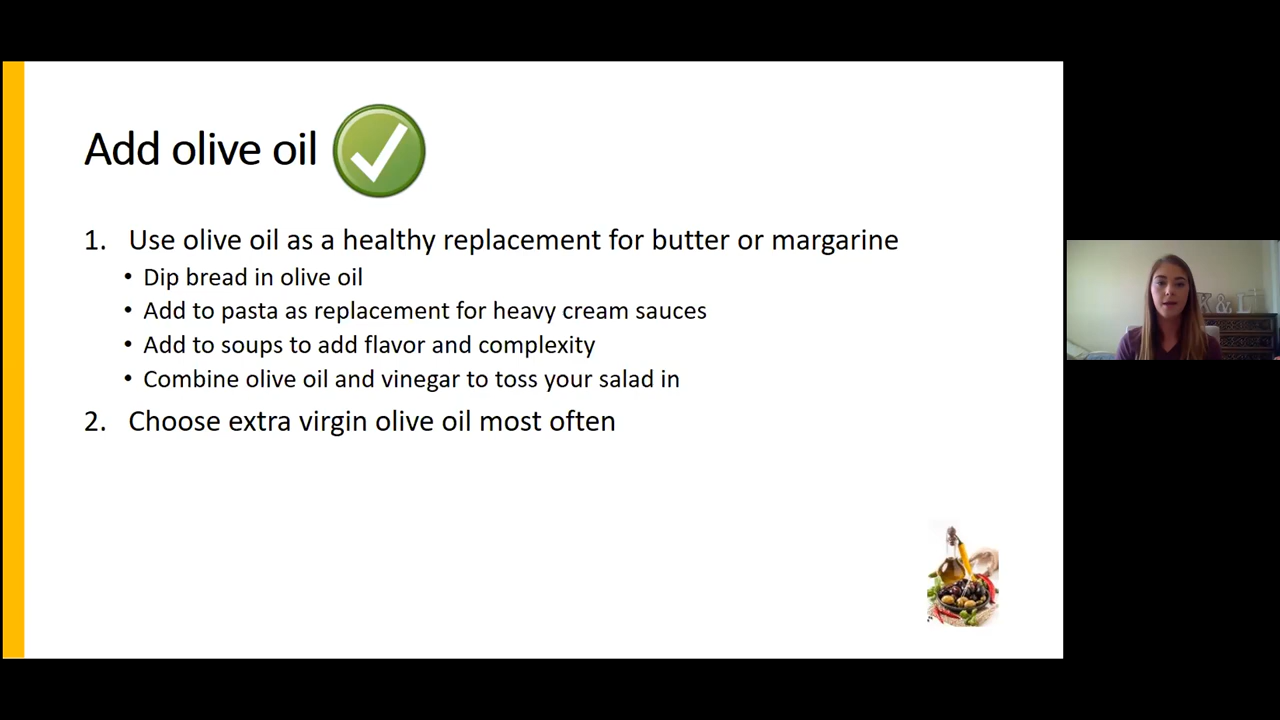 Add olive oil
1. Use olive oil as a healthy replacement for butter or margarine
• Dip bread in olive oil
• Add to pasta as replacement for heavy cream sauces
• Add to soups to add flavor and complexity
• Combine olive oil and vinegar to toss your salad in
2. Choose extra virgin olive oil most often